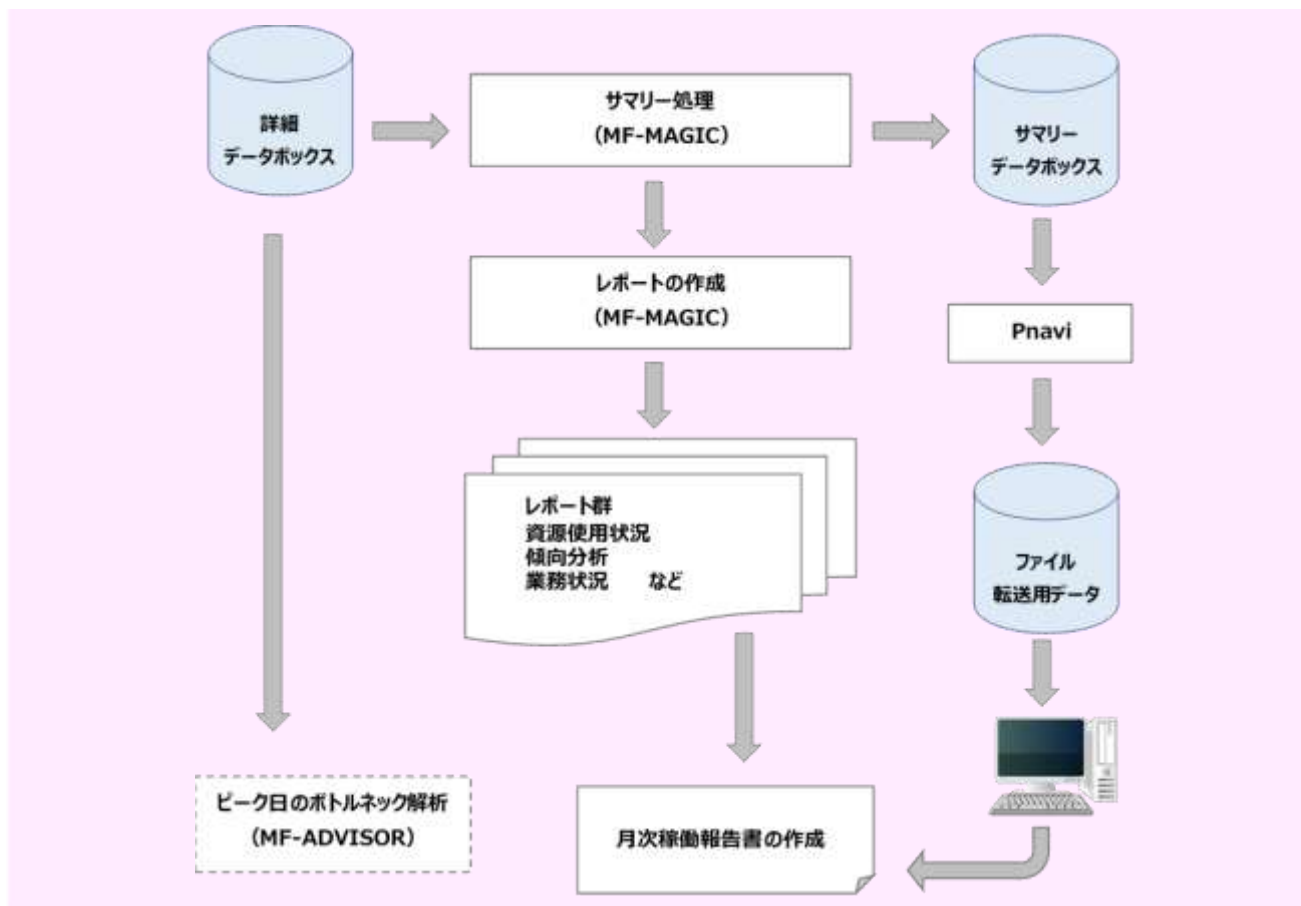 詳細
データボックス
サマリー処理
（MF-MAGIC）
サマリー
データボックス
レポートの作成
（MF-MAGIC）
Pnavi
レポート群
資源使用状況
傾向分析
業務状況　　など
ファイル
転送用データ
ピーク日のボトルネック解析
（MF-ADVISOR）
月次稼働報告書の作成